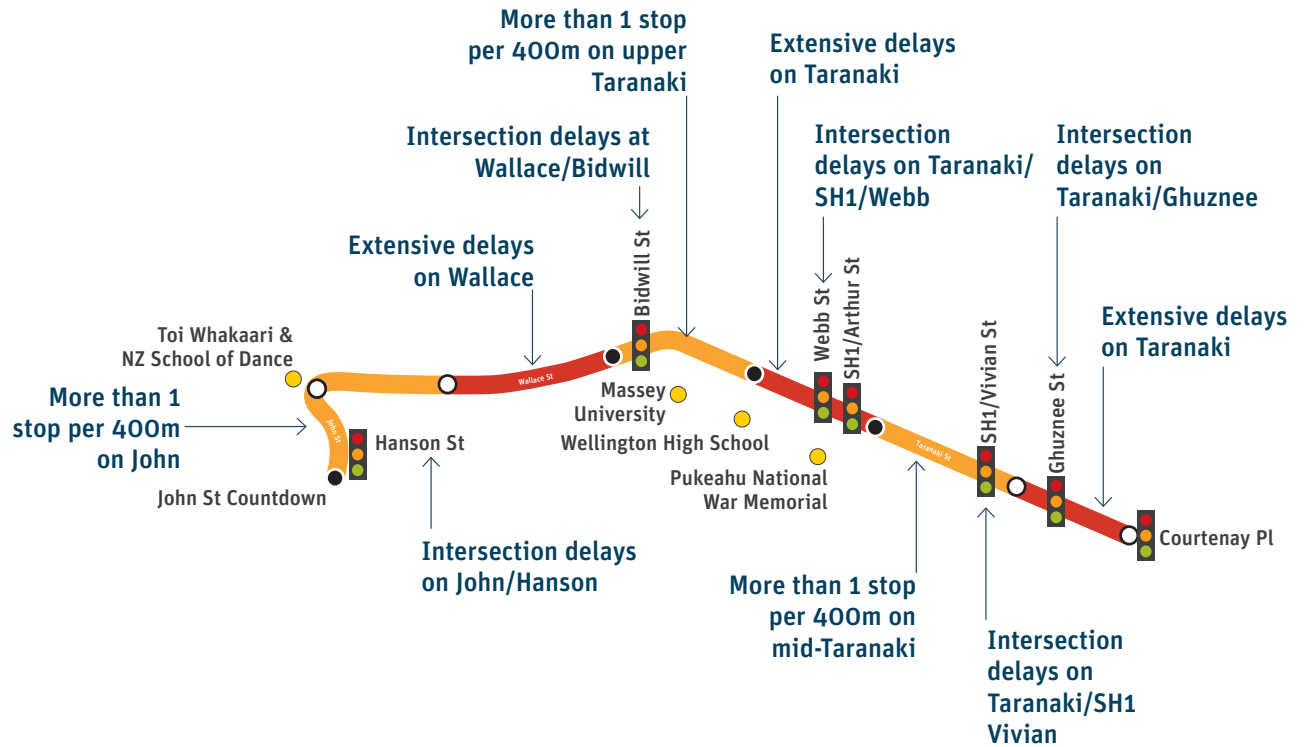 More than 1 stop
per 400m on upper
Taranaki
Extensive delays
on Taranaki
Intersection delays at
Wallace/Bidwill
Intersection
delays on Taranaki/
SH1/Webb
Intersection
delays on
Taranaki/Ghuznee
Extensive delays
on Wallace
Bidwill St
Webb St
SH1/Arthur St
SH1/Vivian St
Ghuznee St
Extensive delays
on Taranaki
Toi Whakaari &
NZ School of Dance
Wallace St
More than 1
stop per 400m
on John
John St
Hanson St
John St Countdown
Massey
University
Wellington High School
Pukeahu National
War Memorial
Taranaki St
Courtenay Pl
Intersection delays
on John/Hanson
More than 1 stop
per 400m on
mid-Taranaki
Intersection
delays on
Taranaki/SH1
Vivian